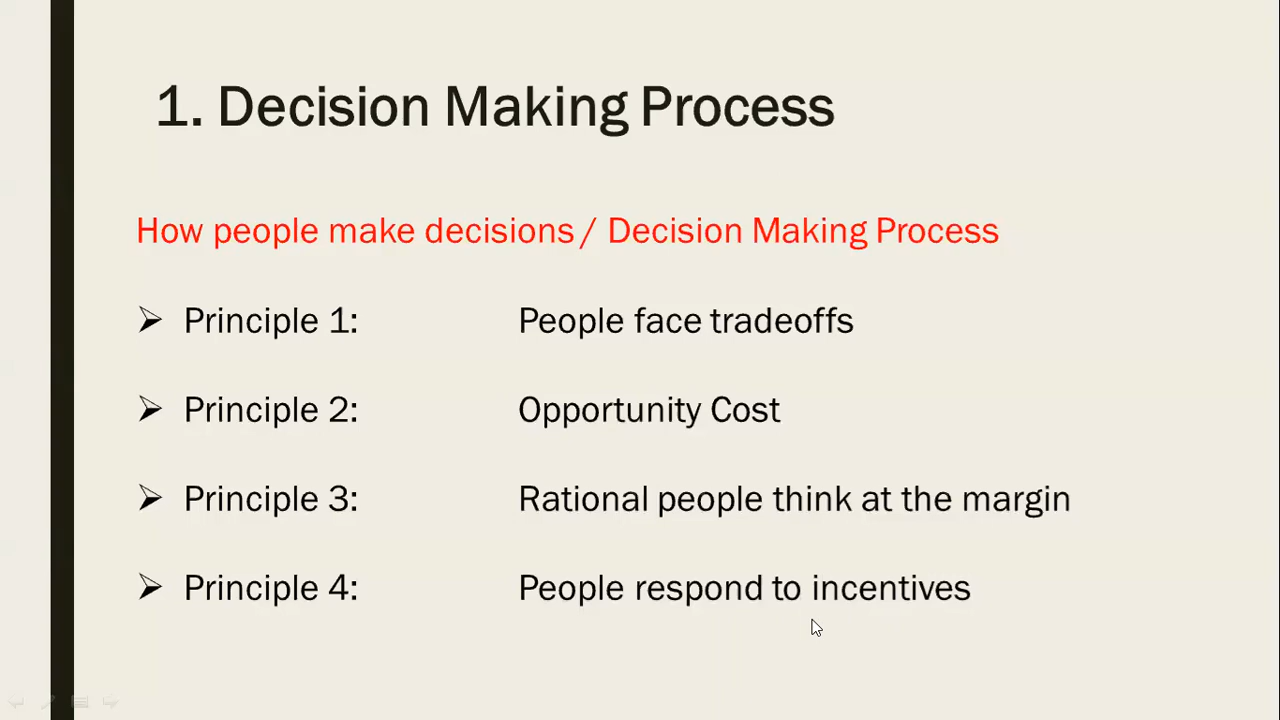 1. Decision Making Process
How people make decisions / Decision Making Process
➢ Principle 1: People face tradeoffs
➢ Principle 2: Opportunity Cost
➢ Principle 3: Rational people think at the margin
➢ Principle 4: People respond to incentives